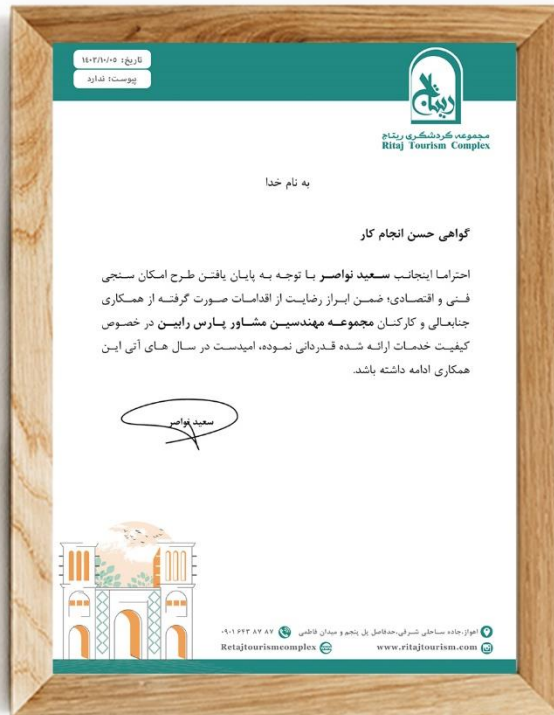 تاریخ: ۱۴۰۳/۱۰/۰۵
پیوست: ندارد
ریتاج
مجموعه گردشگری ریتاج
Ritaj Tourism Complex
به نام خدا
گواهی حسن انجام کار
احتراما اینجانب سعید نواصر با توجه به پایان یافتن طرح امکان سنجی
فنی و اقتصادی؛ ضمن ابراز رضایت از اقدامات صورت گرفته از همکاری
جنابعالی و کارکنان مجموعه مهندسین مشاور پارس رابین در خصوص
کیفیت خدمات ارائه شده قدردانی نموده، امیدست در سال های آتی این
همکاری ادامه داشته باشد.
سعید نواصر
اهواز، جاده ساحلی شرقی، حدفاصل پل پنجم و میدان فاطمی
۰۹۰۱ ۶۴۳ ۸۷ ۸۷
www.ritajtourism.com
Retajtourismcomplex